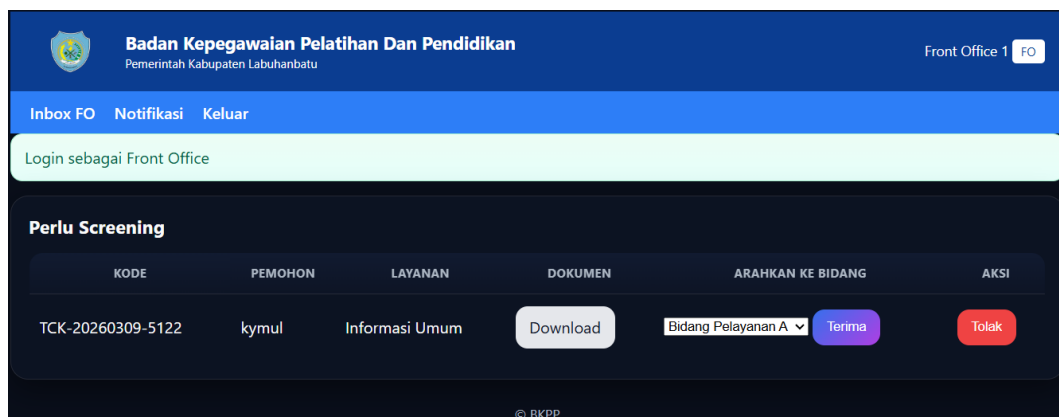 Badan Kepegawaian Pelatihan Dan Pendidikan
Pemerintah Kabupaten Labuhanbatu
Front Office 1 FO
Inbox FO Notifikasi Keluar
Login sebagai Front Office
Perlu Screening
KODE PEMOHON LAYANAN DOKUMEN ARAHKAN KE BIDANG AKSI
TCK-20260309-5122 kymul Informasi Umum Download Bidang Pelayanan A Terima Tolak
© BKPP